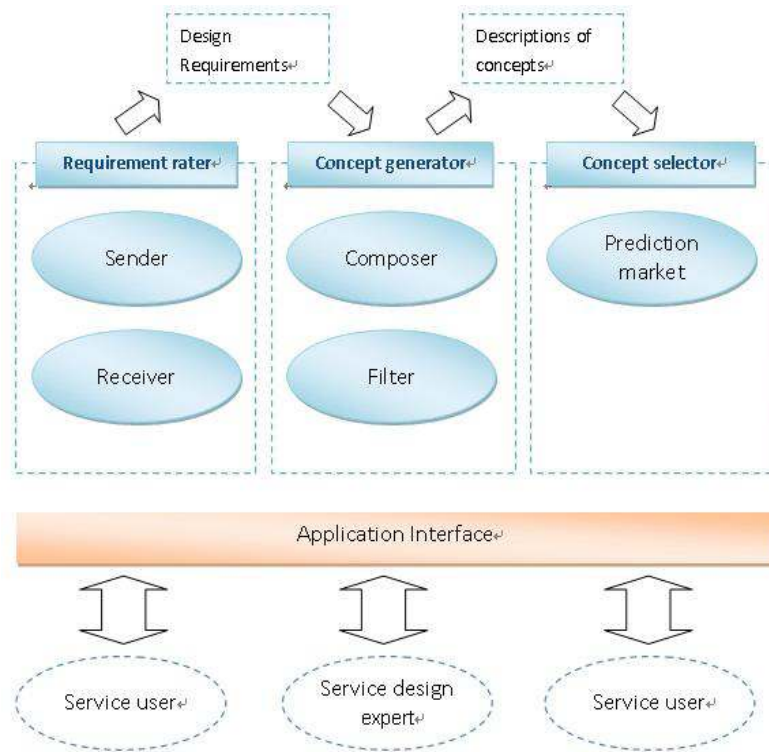 Design
Requirements↵
Descriptions of
concepts↵
Requirement rater↵
Concept generator↵
Concept selector↵
↵
↵
↵
Sender
Composer
Prediction
market
Receiver
Filter
Application Interface↵
Service user↵
Service design
expert↵
Service user↵